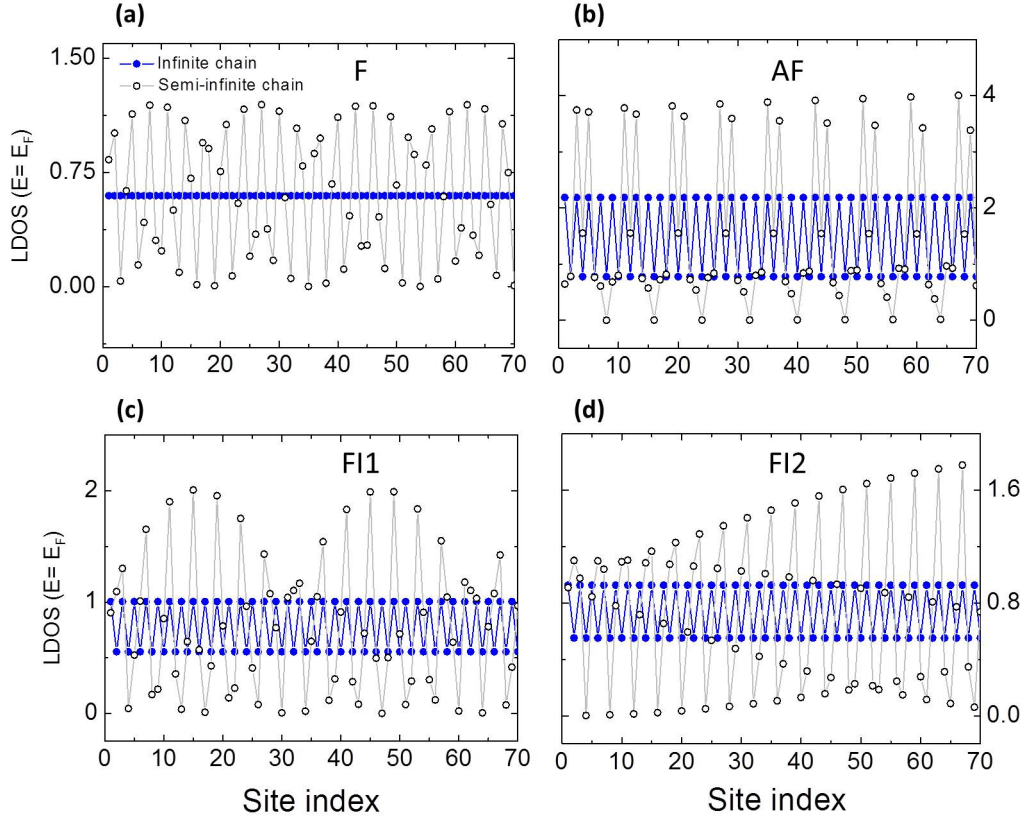 (a)
(b)
1.50
0.75
0.00
LDOS (E= E_F)
Infinite chain
Semi-infinite chain
F
0 10 20 30 40 50 60 70
AF
4
2
0
0 10 20 30 40 50 60 70
(c)
(d)
2
1
0
LDOS (E= E_F)
FI1
0 10 20 30 40 50 60 70
Site index
FI2
1.6
0.8
0.0
0 10 20 30 40 50 60 70
Site index